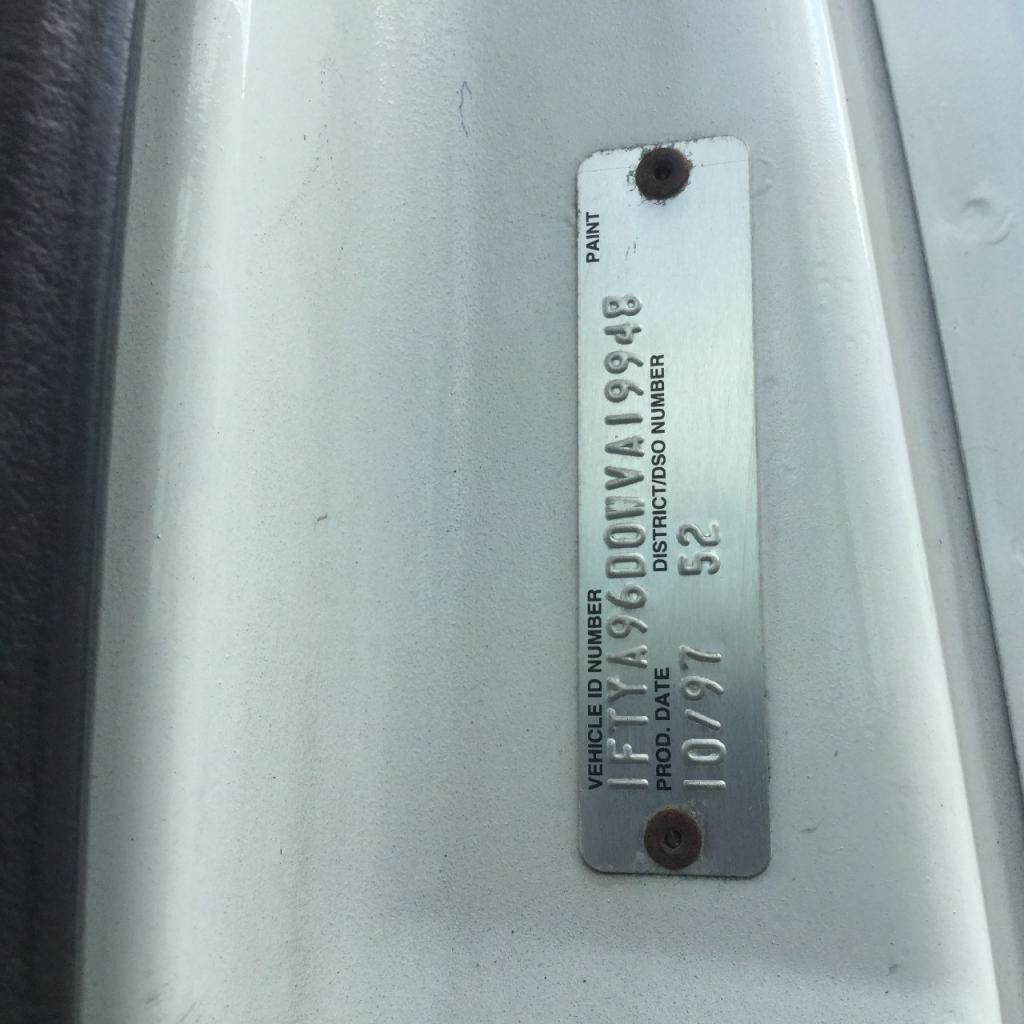 VEHICLE ID NUMBER PAINT
1FTYA96D0WVA19948
PROD. DATE DISTRICT/DSO NUMBER
10/97 52